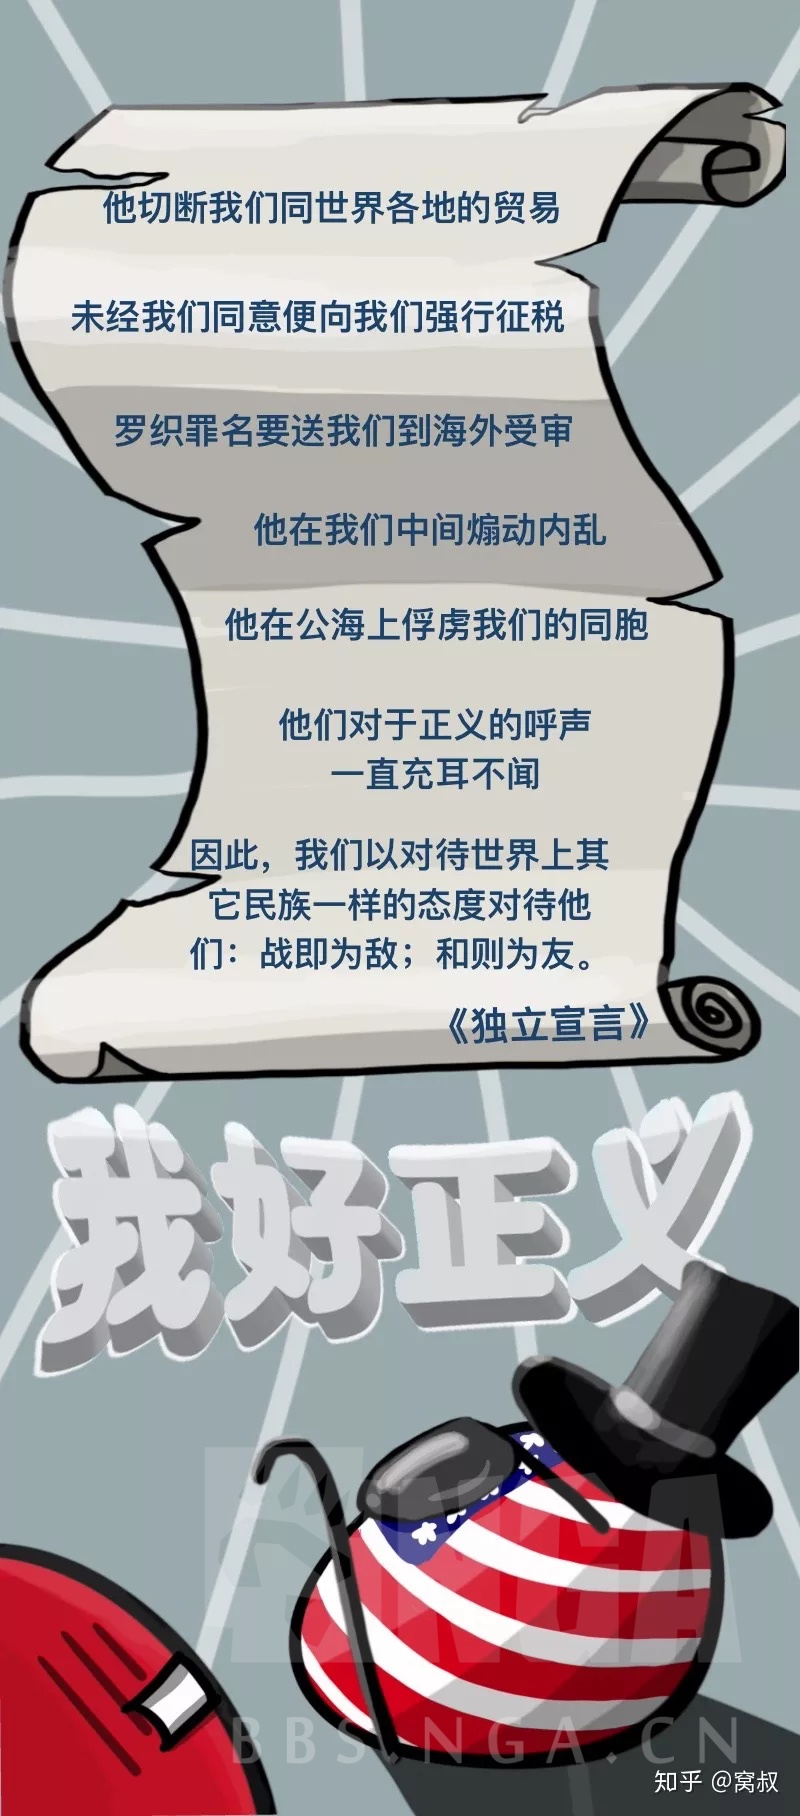 他切断我们同世界各地的贸易
未经我们同意便向我们强行征税
罗织罪名要送我们到海外受审
他在我们中间煽动内乱
他在公海上俘虏我们的同胞
他们对于正义的呼声
一直充耳不闻
因此，我们以对待世界上其
它民族一样的态度对待他
们：战即为敌；和则为友。
《独立宣言》
我好正义
NGA
BBS.NGA.CN
知乎 @窝叔